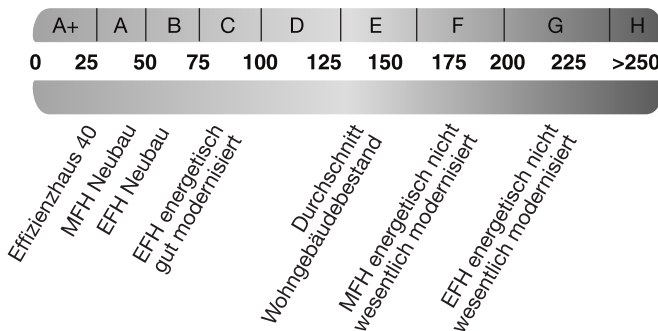 A+ A B C D E F G H
0 25 50 75 100 125 150 175 200 225 >250
Effizienzhaus 40
MFH Neubau
EFH Neubau
EFH energetisch
gut modernisiert
Durchschnitt
Wohngebäudebestand
MFH energetisch nicht
wesentlich modernisiert
EFH energetisch nicht
wesentlich modernisiert